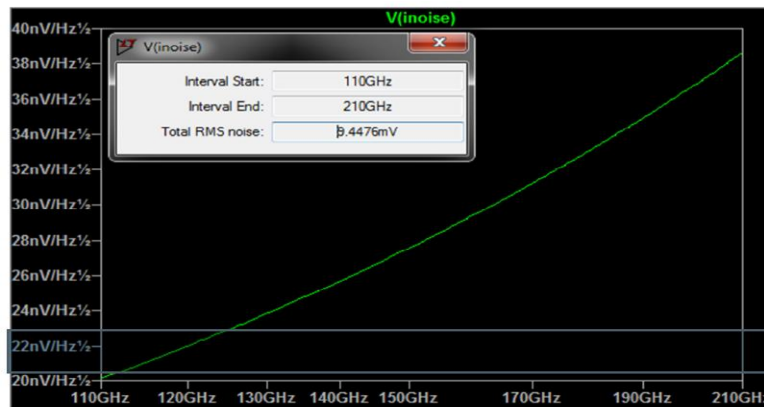 V(inoise)
40nV/Hz½
38nV/Hz½
36nV/Hz½
34nV/Hz½
32nV/Hz½
30nV/Hz½
28nV/Hz½
26nV/Hz½
24nV/Hz½
22nV/Hz½
20nV/Hz½
V(inoise)
Interval Start: 110GHz
Interval End: 210GHz
Total RMS noise: 9.4476mV
110GHz 120GHz 130GHz 140GHz 150GHz 170GHz 190GHz 210GHz